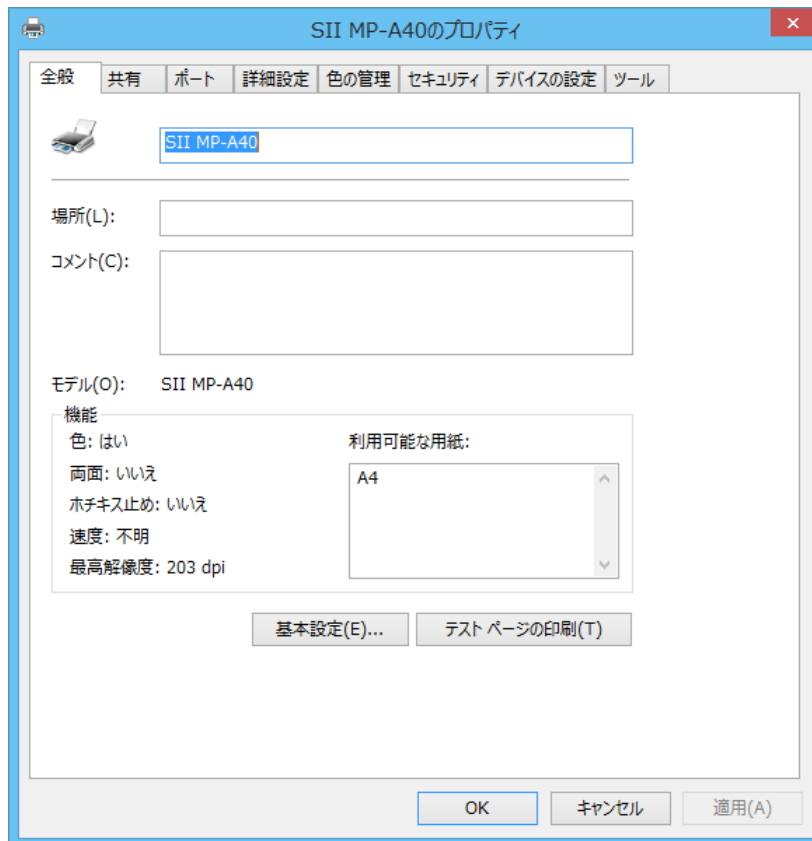 SII MP-A40のプロパティ
全般 共有 ポート 詳細設定 色の管理 セキュリティ デバイスの設定 ツール
SII MP-A40
場所(L):
コメント(C):
モデル(O): SII MP-A40
機能
色: はい 利用可能な用紙:
両面: いいえ A4
ホチキス止め: いいえ
速度: 不明
最高解像度: 203 dpi
基本設定(E)... テスト ページの印刷(T)
OK キャンセル 適用(A)